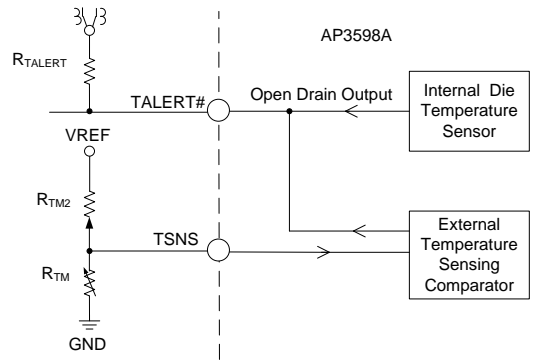 AP3598A
RTALERT
TALERT#
Open Drain Output
Internal Die
Temperature
Sensor
VREF
RTM2
TSNS
External
Temperature
Sensing
Comparator
RTM
GND